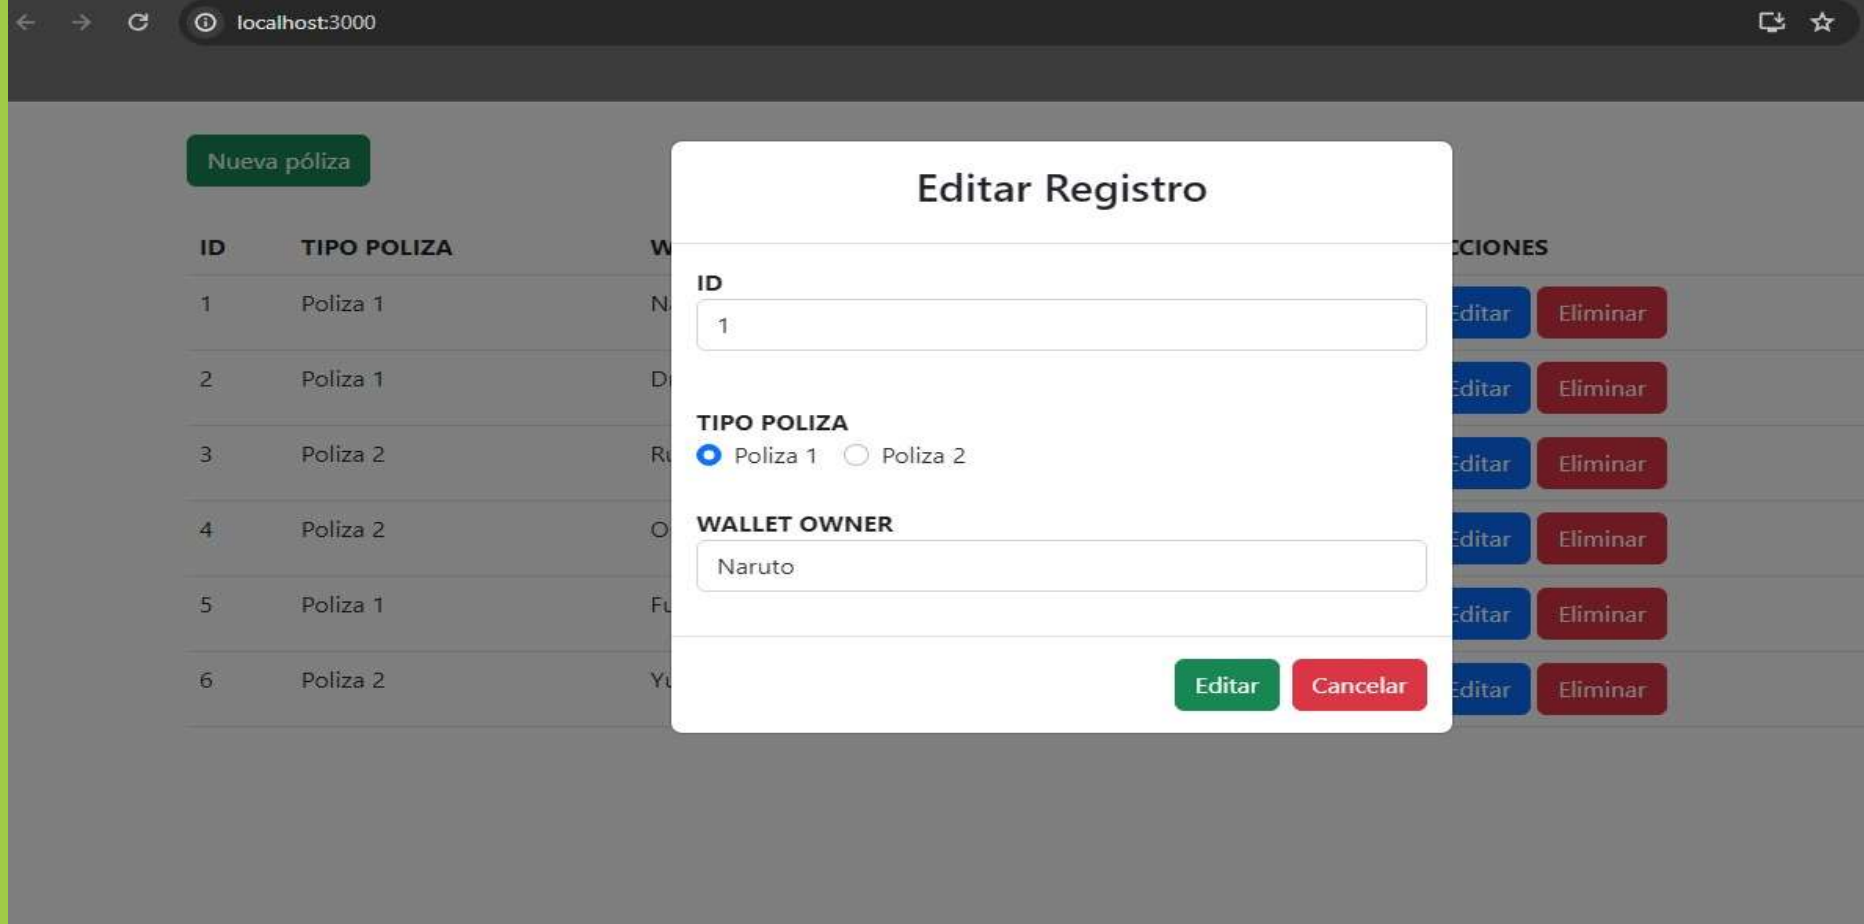 localhost:3000
Nueva póliza
ID TIPO POLIZA
1 Poliza 1
2 Poliza 1
3 Poliza 2
4 Poliza 2
5 Poliza 1
6 Poliza 2
Editar Registro
ID
1
TIPO POLIZA
Poliza 1 Poliza 2
WALLET OWNER
Naruto
Editar Cancelar
Eliminar
Eliminar
Eliminar
Eliminar
Eliminar
Eliminar